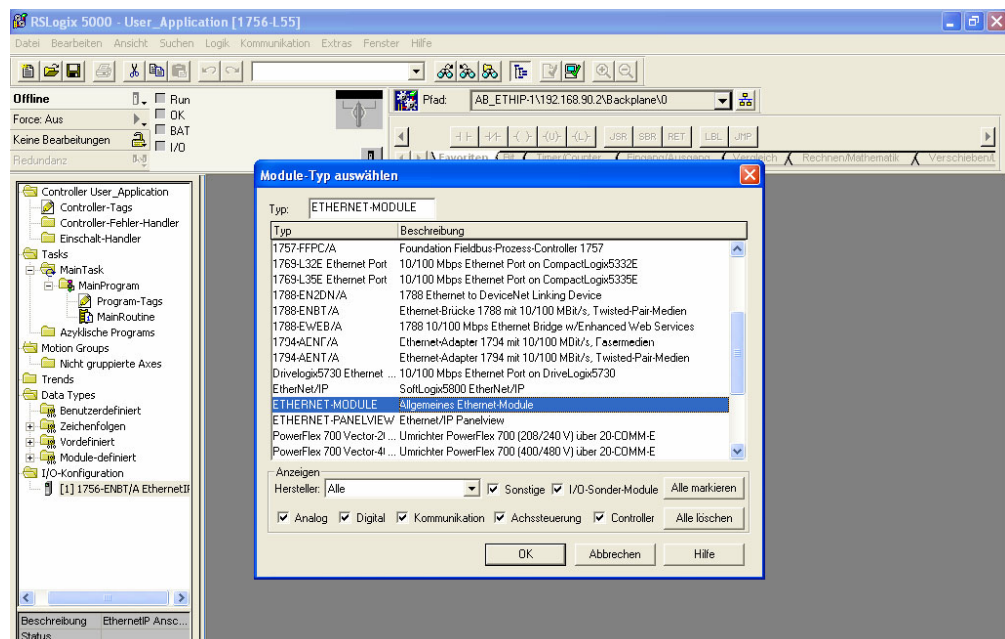 RSLogix 5000 - User_Application [1756-L55]
Datei Bearbeiten Ansicht Suchen Logik Kommunikation Extras Fenster Hilfe
Offline
Run
Force: Aus
OK
Keine Bearbeitungen
BAT
I/O
Redundanz
Pfad: AB_ETHIP-1\192.168.90.2\Backplane\0
JSR SBR RET LBL JMP
Favoriten Bit Timer/Counter Eingang/Ausgang Vergleich Rechnen/Mathematik
Controller User_Application
Controller-Tags
Controller-Fehler-Handler
Einschalt-Handler
Tasks
MainTask
MainProgram
Program-Tags
MainRoutine
Azyklische Programs
Motion Groups
Nicht gruppierte Axes
Trends
Data Types
Benutzerdefiniert
Zeichenfolgen
Vordefiniert
Module-definiert
I/O-Konfiguration
[1] 1756-ENBT/A EthernetIP
Beschreibung EthernetIP Ansc...
Status
Module-Typ auswählen
Typ: ETHERNET-MODULE
Typ Beschreibung
1757-FFPC/A Foundation Fieldbus-Prozess-Controller 1757
1769-L32E Ethernet Port 10/100 Mbps Ethernet Port on CompactLogix5332E
1769-L35E Ethernet Port 10/100 Mbps Ethernet Port on CompactLogix5335E
1788-EN2DN/A 1788 Ethernet to DeviceNet Linking Device
1788-ENBT/A Ethernet-Brücke 1788 mit 10/100 MBit/s, Twisted-Pair-Medien
1788-EWEB/A 1788 10/100 Mbps Ethernet Bridge w/Enhanced Web Services
1794-AENF/A Ethernet-Adapter 1794 mit 10/100 MBit/s, Fasermedien
1794-AENT/A Ethernet-Adapter 1794 mit 10/100 MBit/s, Twisted-Pair-Medien
Drivelogix5730 Ethernet ... 10/100 Mbps Ethernet Port on DriveLogix5730
EtherNet/IP SoftLogix5800 EtherNet/IP
ETHERNET-MODULE Allgemeines Ethernet-Module
ETHERNET-PANELVIEW Ethernet/IP Panelview
PowerFlex 700 Vector-2( ... Umrichter PowerFlex 700 (208/240 V) über 20-COMM-E
PowerFlex 700 Vector-4( ... Umrichter PowerFlex 700 (400/480 V) über 20-COMM-E
Anzeigen
Hersteller: Alle Sonstige I/O-Sonder-Module Alle markieren
Analog Digital Kommunikation Achssteuerung Controller Alle löschen
OK Abbrechen Hilfe